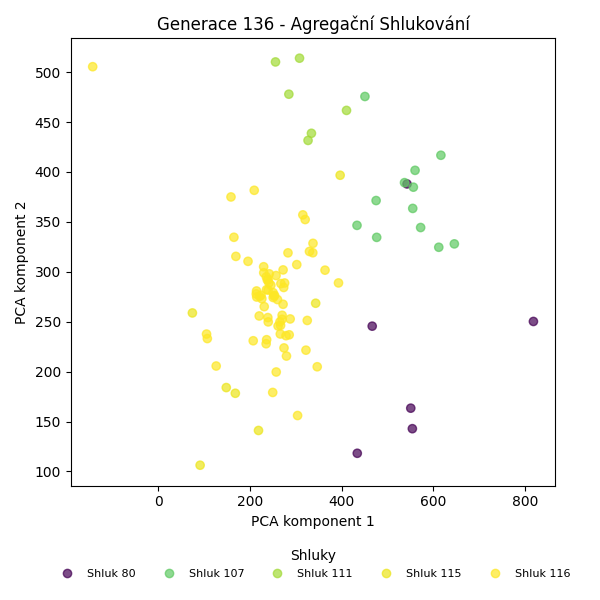 Generace 136 - Agregační Shlukování
PCA komponent 2
500
450
400
350
300
250
200
150
100
0 200 400 600 800
PCA komponent 1
Shluky
Shluk 80 Shluk 107 Shluk 111 Shluk 115 Shluk 116